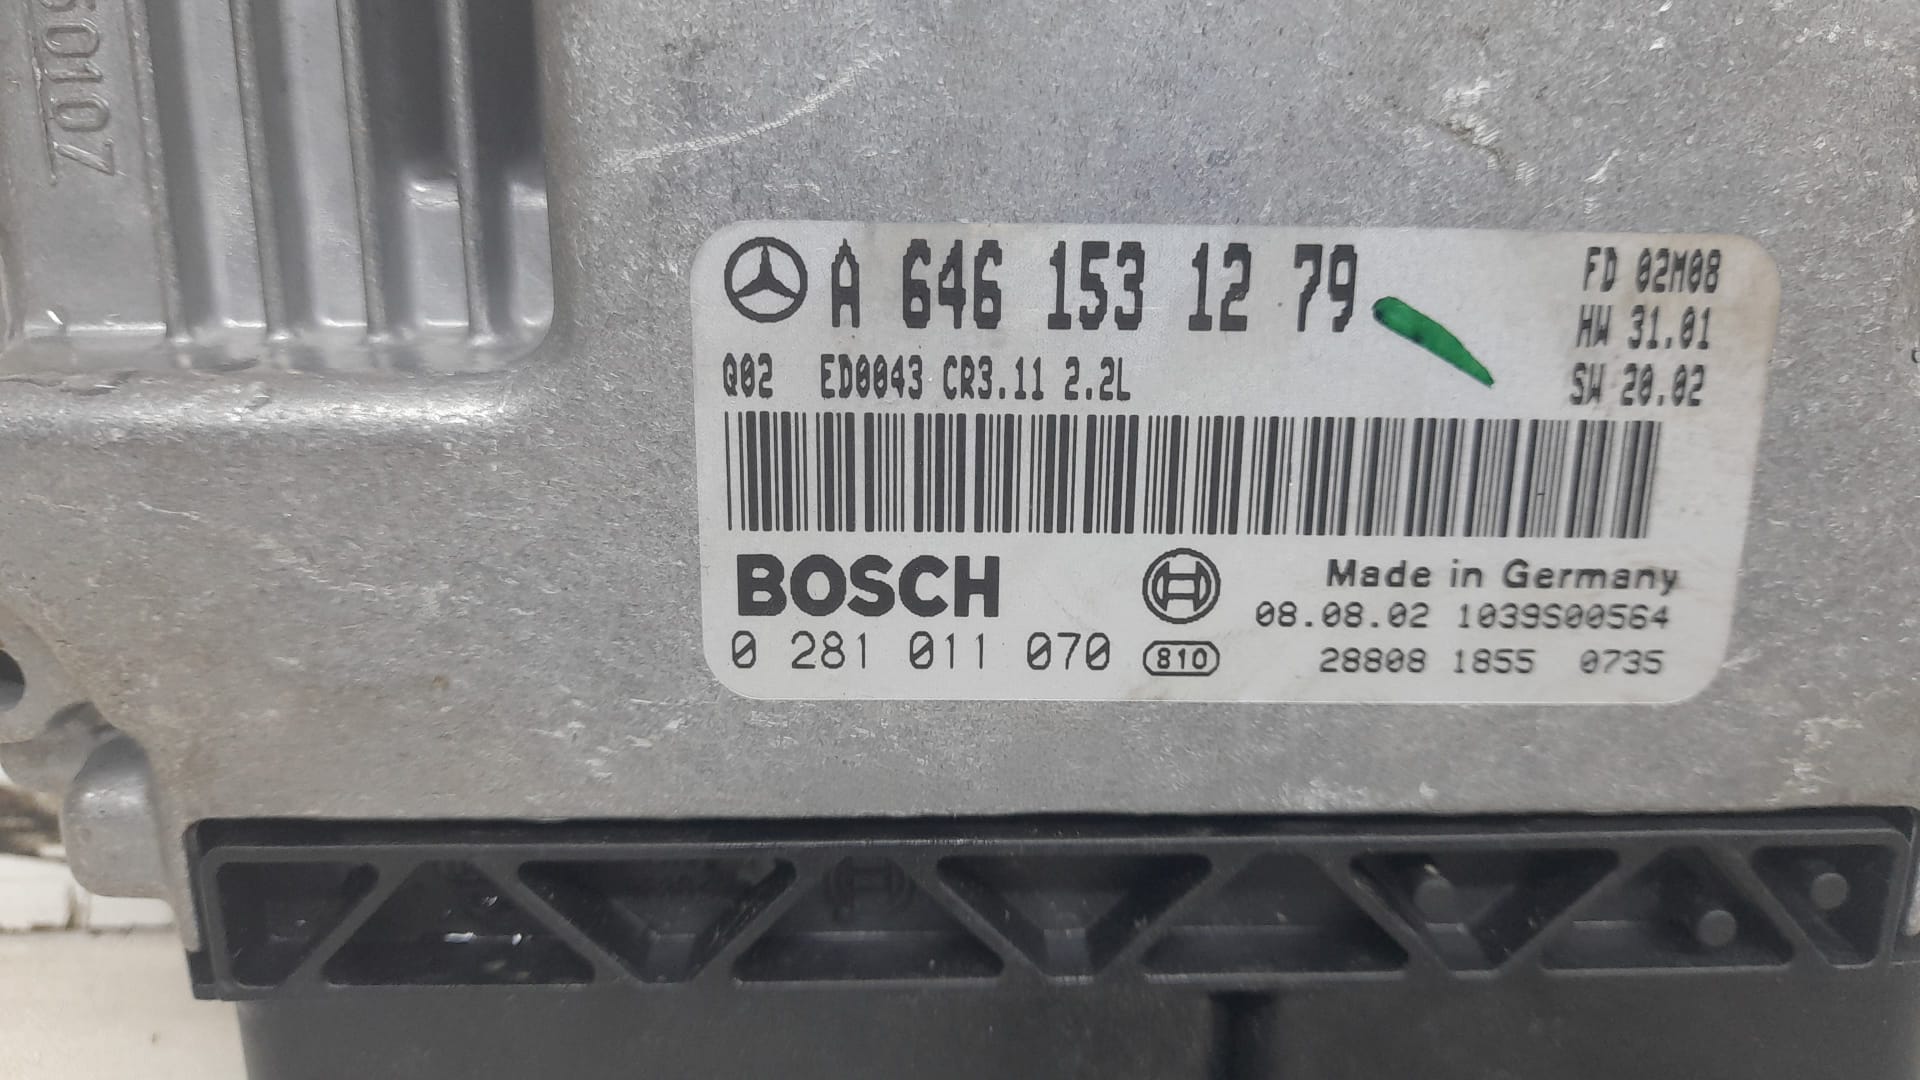 60107
A 646 153 12 79
FD 02M08
HW 31.01
Q02 ED0043 CR3.11 2.2L
SW 20.02
BOSCH
Made in Germany
08.08.02 1039S00564
0 281 011 070
810
28808 1855 0735